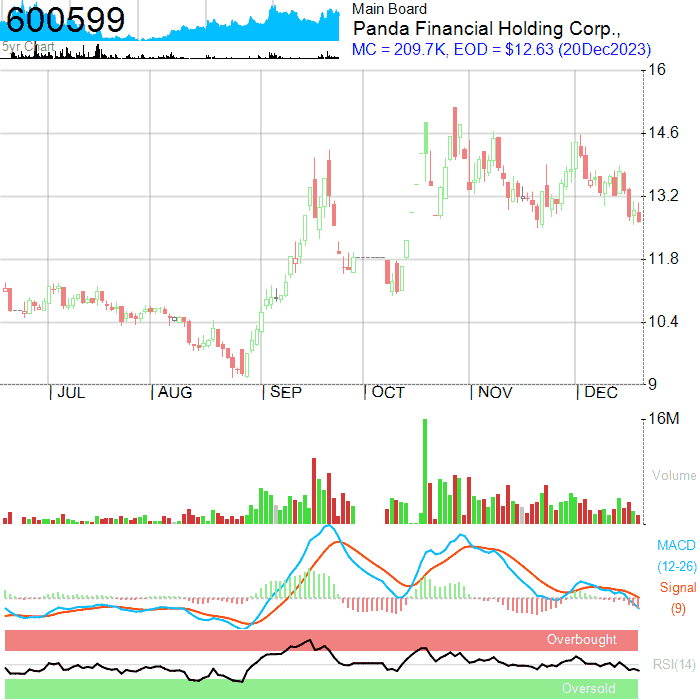 600599
5yr Chart
Main Board
Panda Financial Holding Corp.,
MC = 209.7K, EOD = $12.63 (20Dec2023)
16
14.6
13.2
11.8
10.4
9
JUL
AUG
SEP
OCT
NOV
DEC
16M
Volume
MACD
(12-26)
Signal
(9)
Overbought
RSI(14)
Oversold